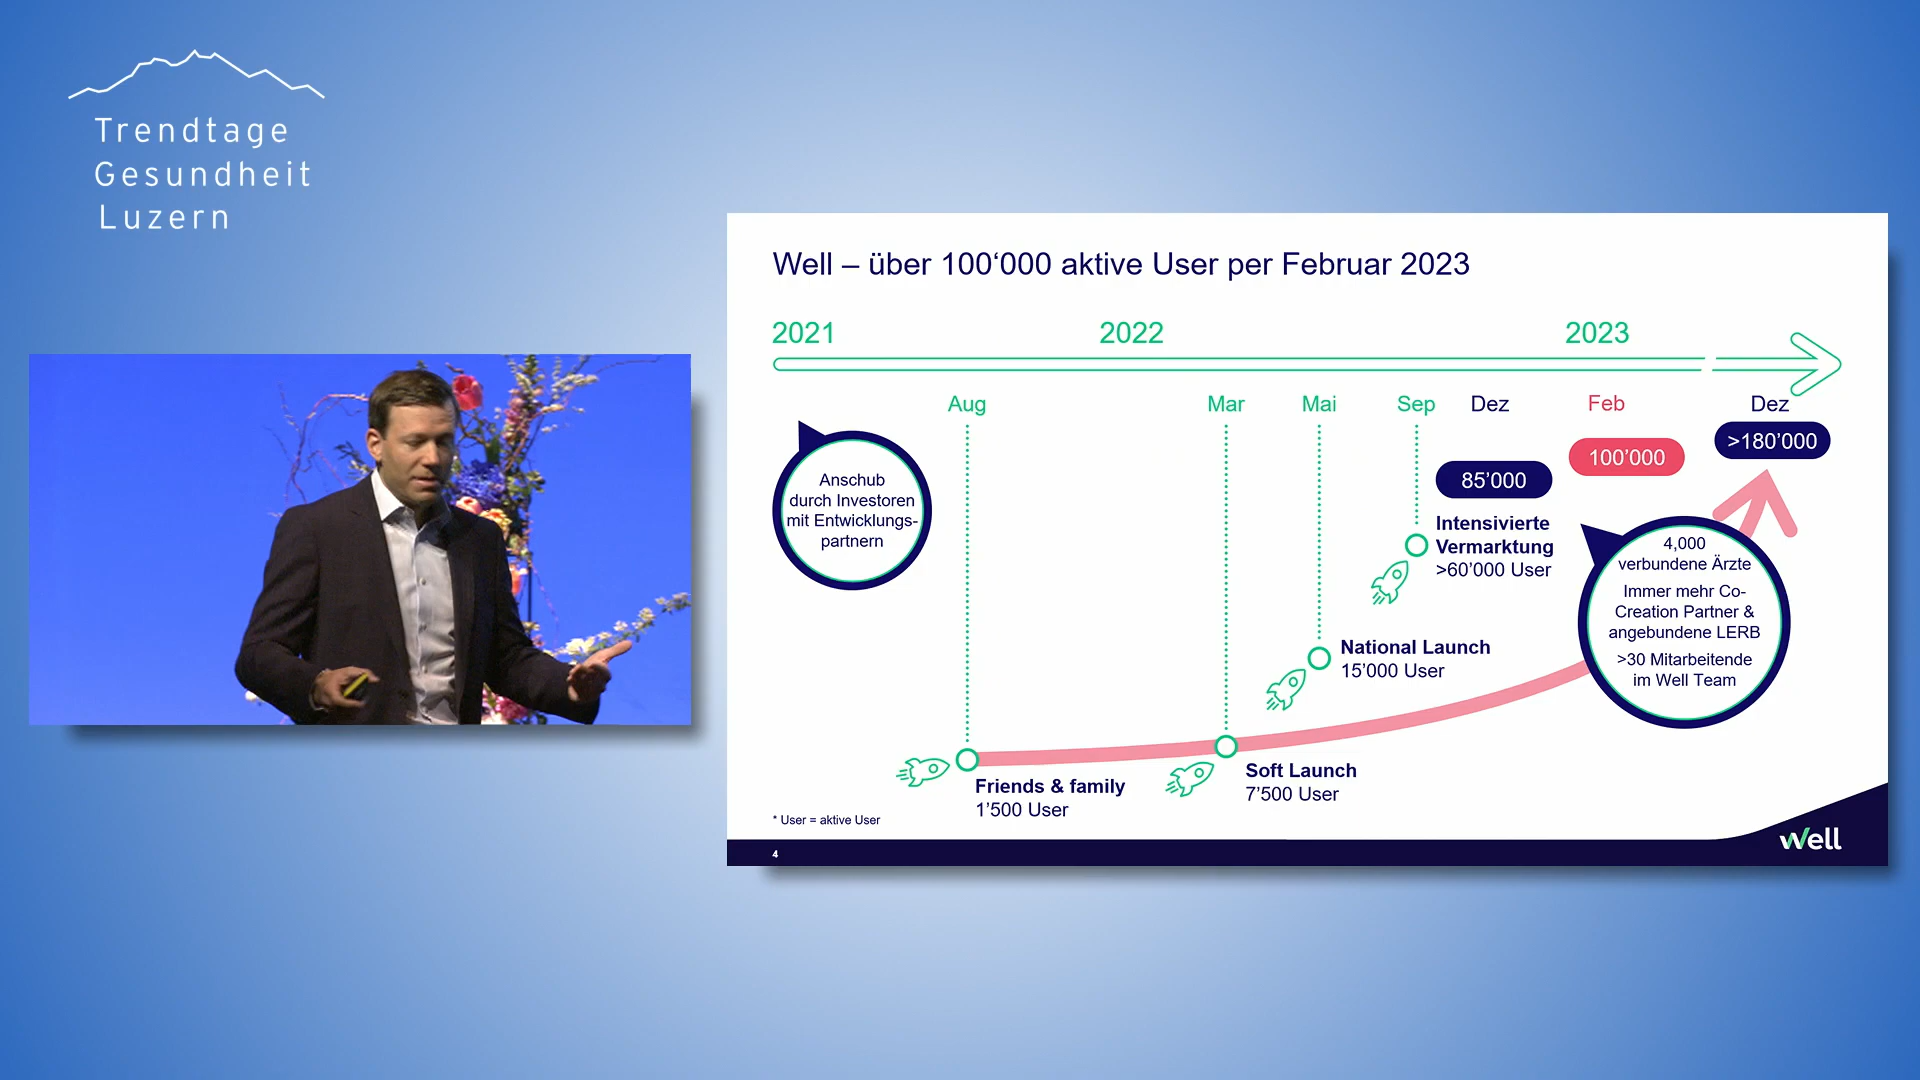 Trendtage
Gesundheit
Luzern
Well – über 100‘000 aktive User per Februar 2023
2021
2022
2023
Aug
Mar
Mai
Sep
Dez
Feb
Dez
>180’000
100’000
85’000
Anschub
durch Investoren
mit Entwicklungs-
partnern
Intensivierte
Vermarktung
>60’000 User
4,000
verbundene Ärzte
Immer mehr Co-
Creation Partner &
angebundene LERB
>30 Mitarbeitende
im Well Team
National Launch
15’000 User
Soft Launch
7’500 User
Friends & family
1’500 User
* User = aktive User
4
well